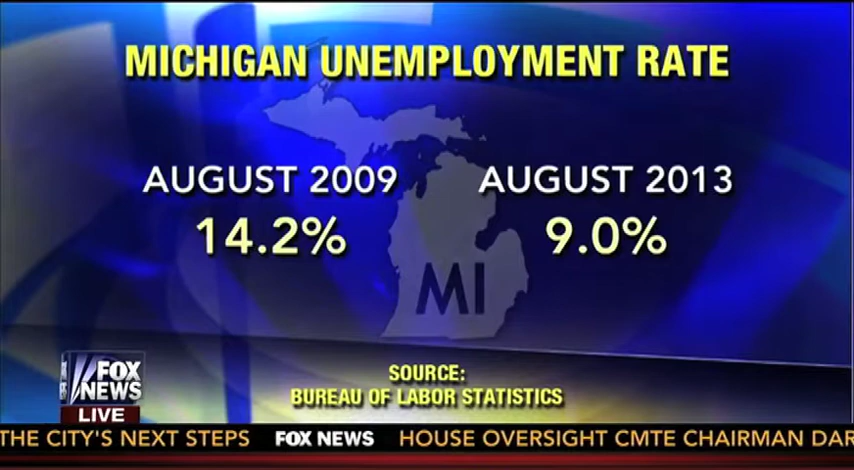 MICHIGAN UNEMPLOYMENT RATE
AUGUST 2009
14.2%
AUGUST 2013
9.0%
MI
SOURCE:
BUREAU OF LABOR STATISTICS
FOX
NEWS
LIVE
THE CITY'S NEXT STEPS FOX NEWS HOUSE OVERSIGHT CMTE CHAIRMAN DAR